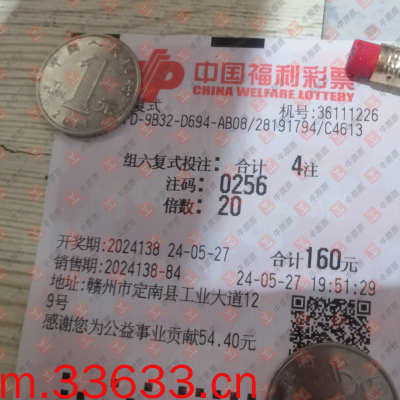 中国福利彩票
CHINA WELFARE LOTTERY
复式
机号:36111226
D-9B32-D694-AB08/28191794/C4613
组六复式投注: 合计 4注
注码: 0256
倍数: 20
开奖期:2024138 24-05-27 合计160元
销售期:2024138-84 24-05-27 19:51:29
地址:赣州市定南县工业大道12
9号
感谢您为公益事业贡献54.40元
m.33633.cn
1